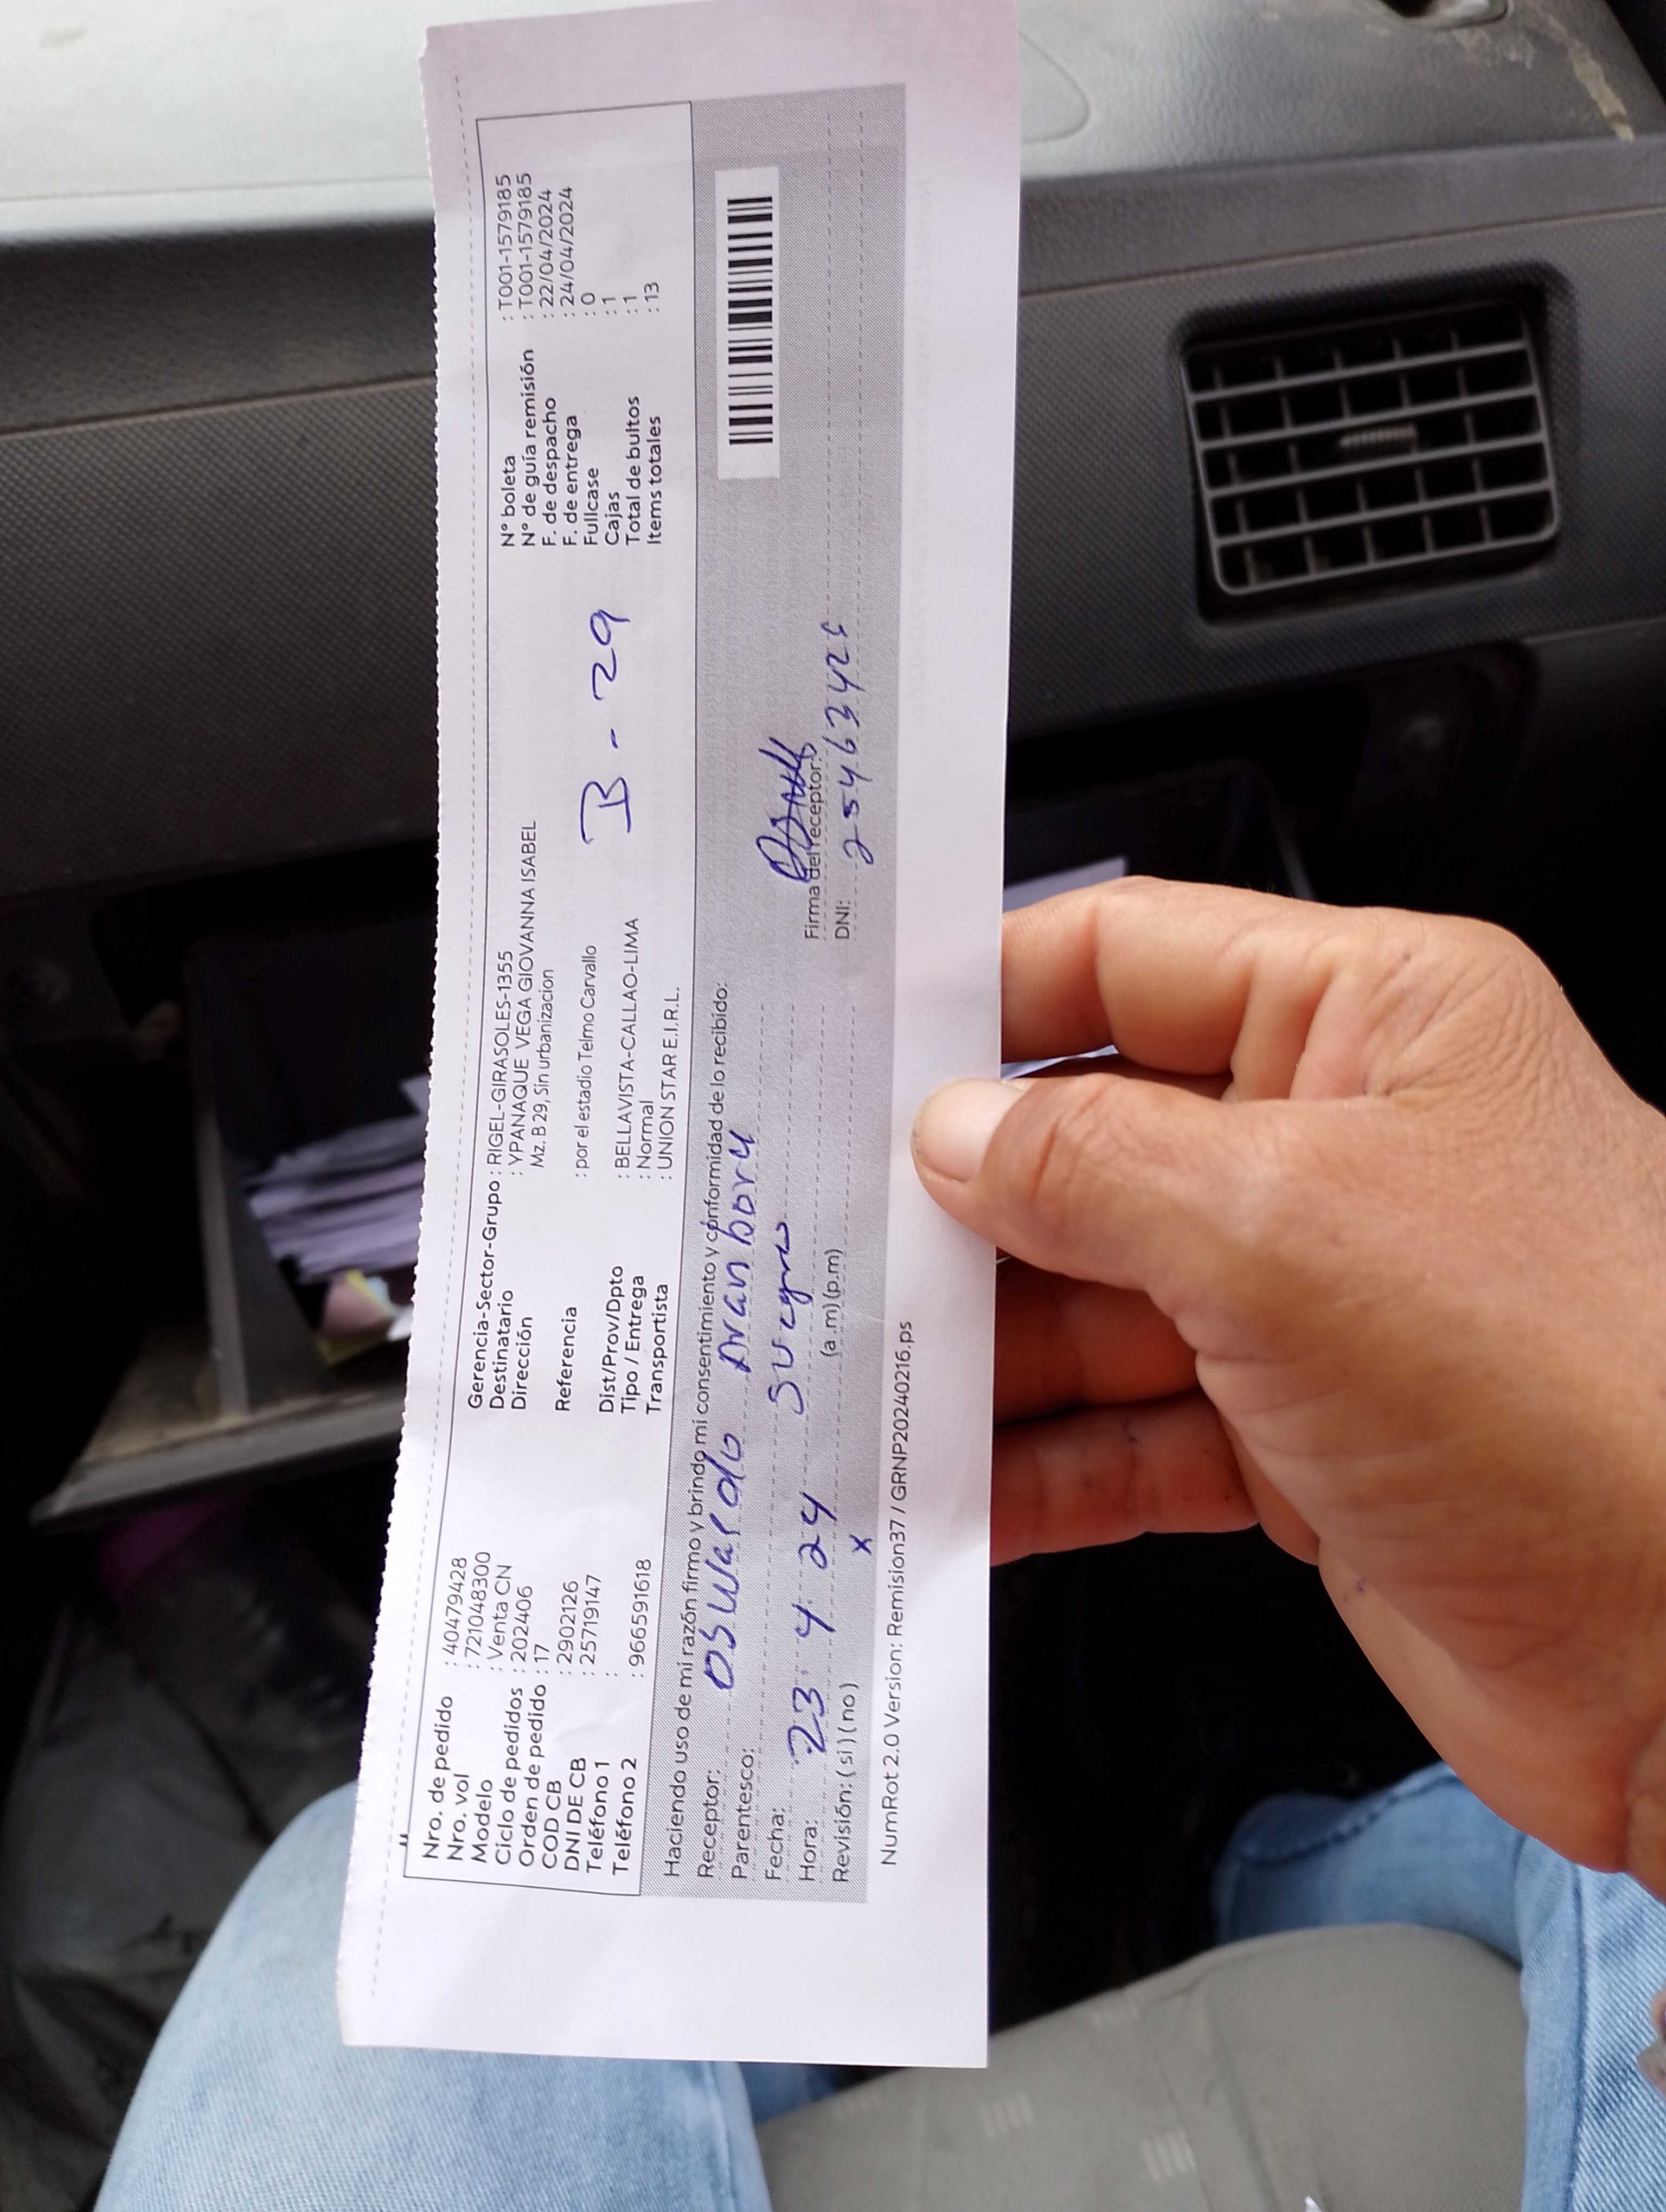 Nro. de pedido : 40479428
Nro. vol : 721048300
Modelo : Venta CN
Ciclo de pedidos : 202406
Orden de pedido : 17
COD CB : 2902126
DNI DE CB : 25719147
Teléfono 1 :
Teléfono 2 : 966591618
Gerencia-Sector-Grupo : RIGEL-GIRASOLES-1355
Destinatario : YPANAQUE VEGA GIOVANNA ISABEL
Dirección Mz. B 29, Sin urbanizacion
Referencia : por el estadio Telmo Carvallo
Dist/Prov/Dpto : BELLAVISTA-CALLAO-LIMA
Tipo / Entrega : Normal
Transportista : UNION STAR E.I.R.L.
B - 29
N° boleta : T001-1579185
N° de guía remisión : T001-1579185
F. de despacho : 22/04/2024
F. de entrega : 24/04/2024
Fullcase : 0
Cajas : 1
Total de bultos : 1
Items totales : 13
Haciendo uso de mi razón firmo y brindo mi consentimiento y conformidad de lo recibido:
Receptor: Oswaldo
Parentesco: Suegro
Fecha: 23 4 24
Hora: (a.m) (p.m)
Revisión: (si) (no) x
Firma del receptor:
DNI:
NumRot 2.0 Version: Remision37 / GRNP20240216.ps